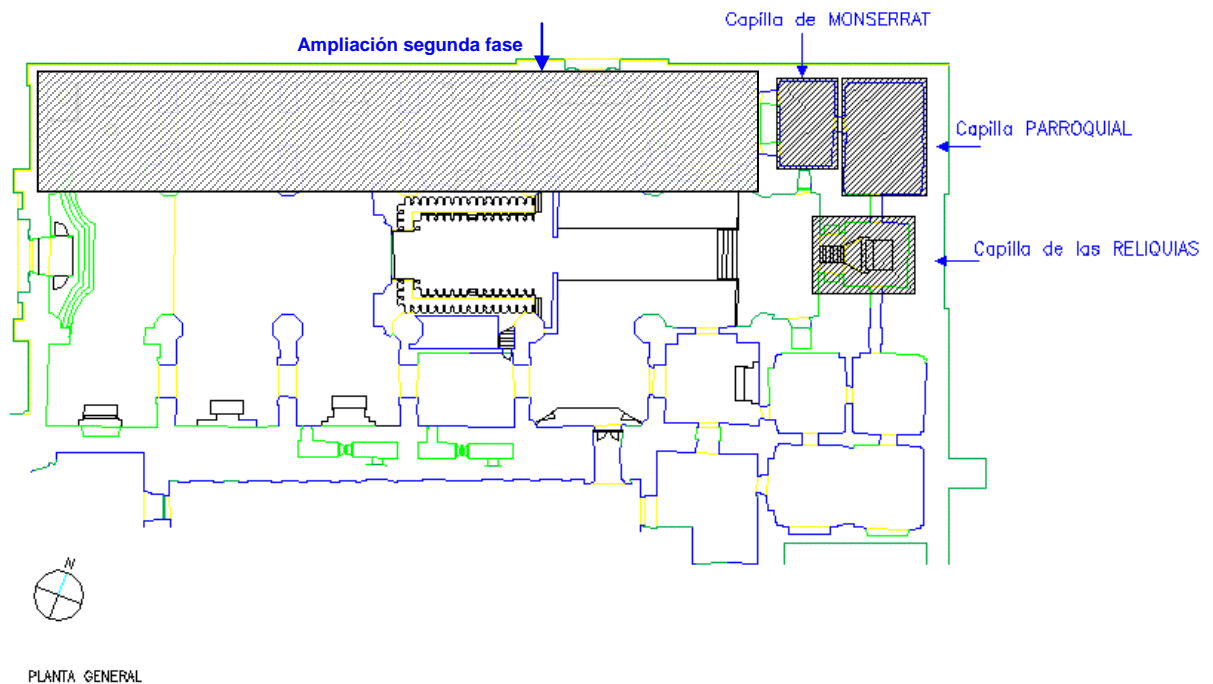 Capilla de MONSERRAT
Ampliación segunda fase
Capilla PARROQUIAL
Capilla de las RELIQUIAS
N
PLANTA GENERAL